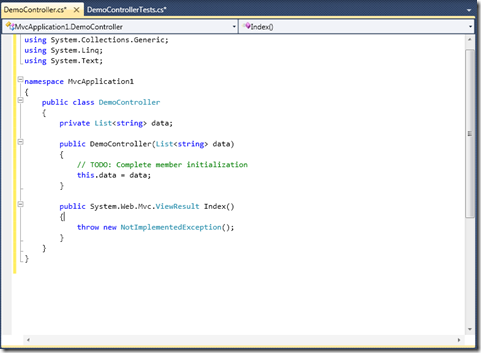 DemoController.cs* DemoControllerTests.cs*
MvcApplication1.DemoController Index()
using System.Collections.Generic;
using System.Linq;
using System.Text;
namespace MvcApplication1
{
    public class DemoController
    {
        private List<string> data;
        public DemoController(List<string> data)
        {
            // TODO: Complete member initialization
            this.data = data;
        }
        public System.Web.Mvc.ViewResult Index()
        {
            throw new NotImplementedException();
        }
    }
}